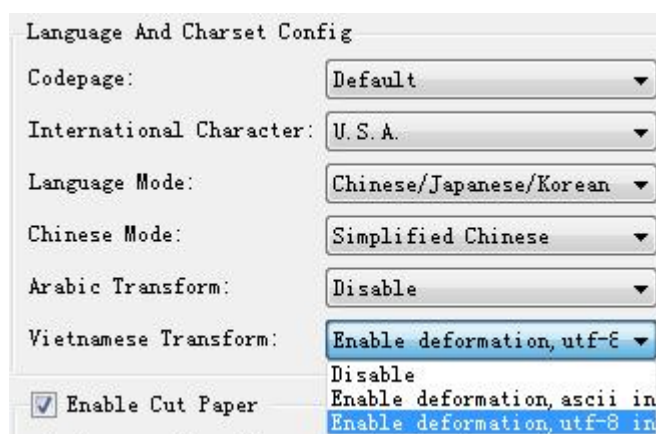 Language And Charset Config
Codepage: Default
International Character: U.S.A.
Language Mode: Chinese/Japanese/Korean
Chinese Mode: Simplified Chinese
Arabic Transform: Disable
Vietnamese Transform: Enable deformation, utf-8
Disable
Enable Cut Paper
Enable deformation, ascii in
Enable deformation, utf-8 in